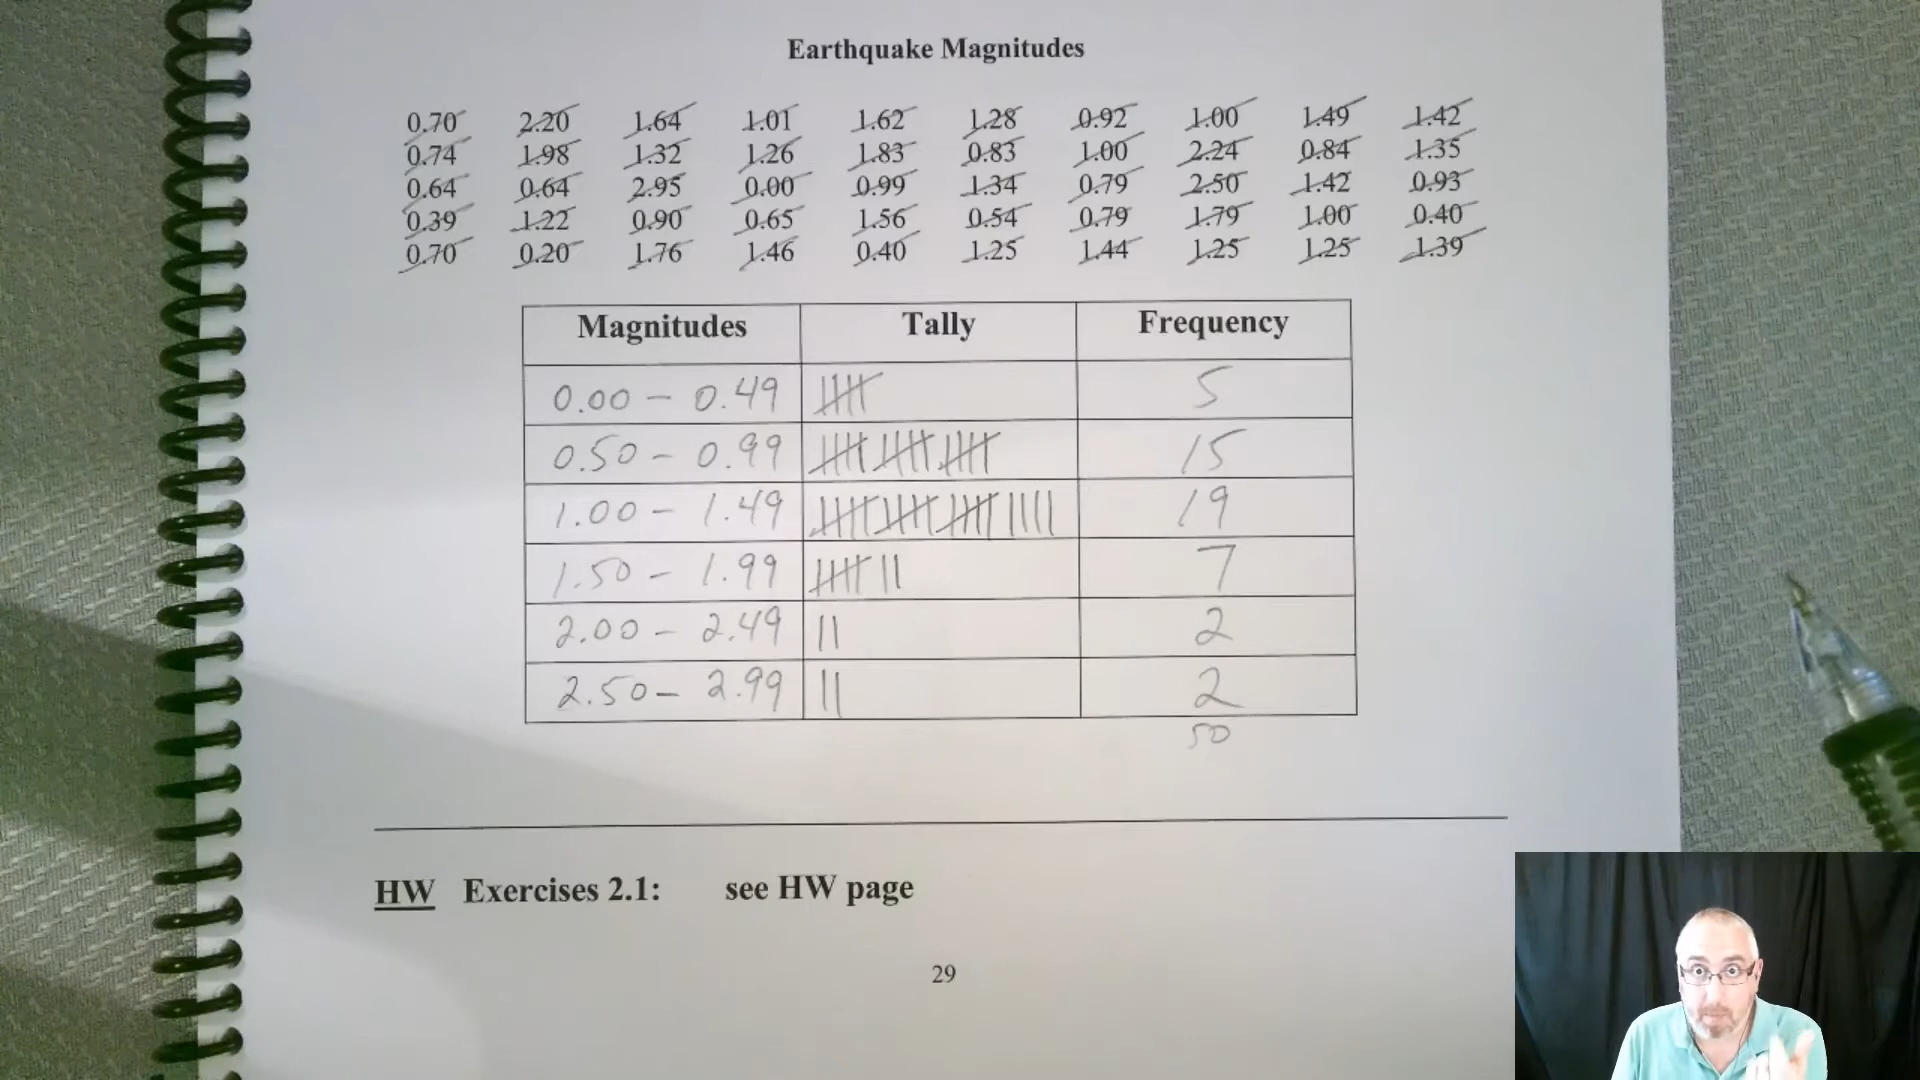 Earthquake Magnitudes
0.70 2.20 1.64 1.01 1.62 1.28 0.92 1.00 1.49 1.42
0.74 1.98 1.32 1.26 1.83 0.83 1.00 2.24 0.84 1.35
0.64 0.64 2.95 0.00 0.99 1.34 0.79 2.50 1.42 0.93
0.39 1.22 0.90 0.65 1.56 0.54 0.79 1.79 1.00 0.40
0.70 0.20 1.76 1.46 0.40 1.25 1.44 1.25 1.25 1.39
Magnitudes Tally Frequency
0.00 - 0.49 5
0.50 - 0.99 15
1.00 - 1.49 19
1.50 - 1.99 7
2.00 - 2.49 2
2.50 - 2.99 2
50
HW Exercises 2.1: see HW page
29